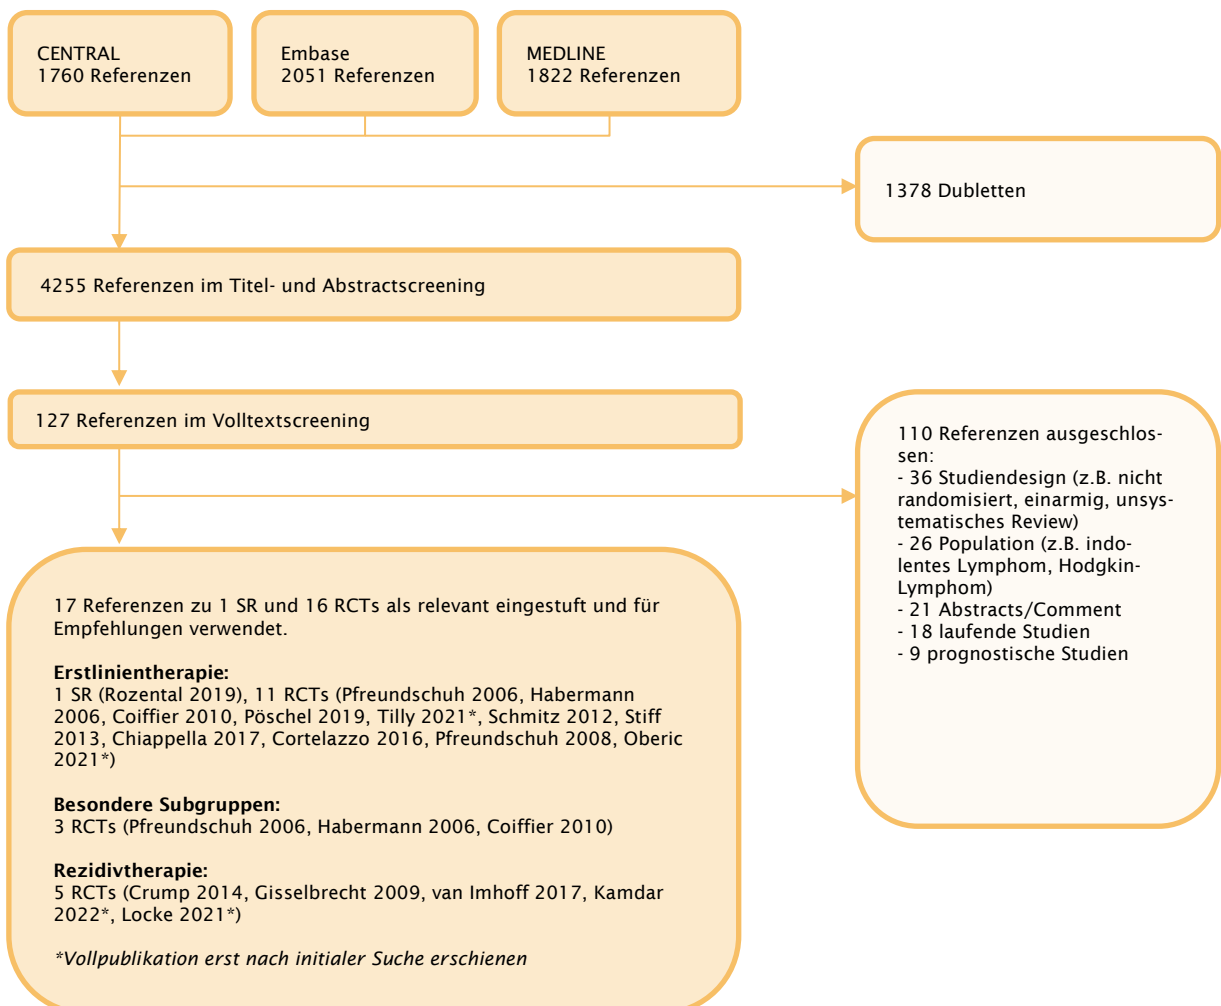 CENTRAL
1760 Referenzen
Embase
2051 Referenzen
MEDLINE
1822 Referenzen
1378 Dubletten
4255 Referenzen im Titel- und Abstractscreening
127 Referenzen im Volltextscreening
110 Referenzen ausgeschlos-
sen:
- 36 Studiendesign (z.B. nicht
randomisiert, einarmig, unsys-
tematisches Review)
- 26 Population (z.B. indo-
lentes Lymphom, Hodgkin-
Lymphom)
- 21 Abstracts/Comment
- 18 laufende Studien
- 9 prognostische Studien
17 Referenzen zu 1 SR und 16 RCTs als relevant eingestuft und für
Empfehlungen verwendet.
Erstlinientherapie:
1 SR (Rozental 2019), 11 RCTs (Pfreundschuh 2006, Habermann
2006, Coiffier 2010, Pöschel 2019, Tilly 2021*, Schmitz 2012, Stiff
2013, Chiappella 2017, Cortelazzo 2016, Pfreundschuh 2008, Oberic
2021*)
Besondere Subgruppen:
3 RCTs (Pfreundschuh 2006, Habermann 2006, Coiffier 2010)
Rezidivtherapie:
5 RCTs (Crump 2014, Gisselbrecht 2009, van Imhoff 2017, Kamdar
2022*, Locke 2021*)
*Vollpublikation erst nach initialer Suche erschienen